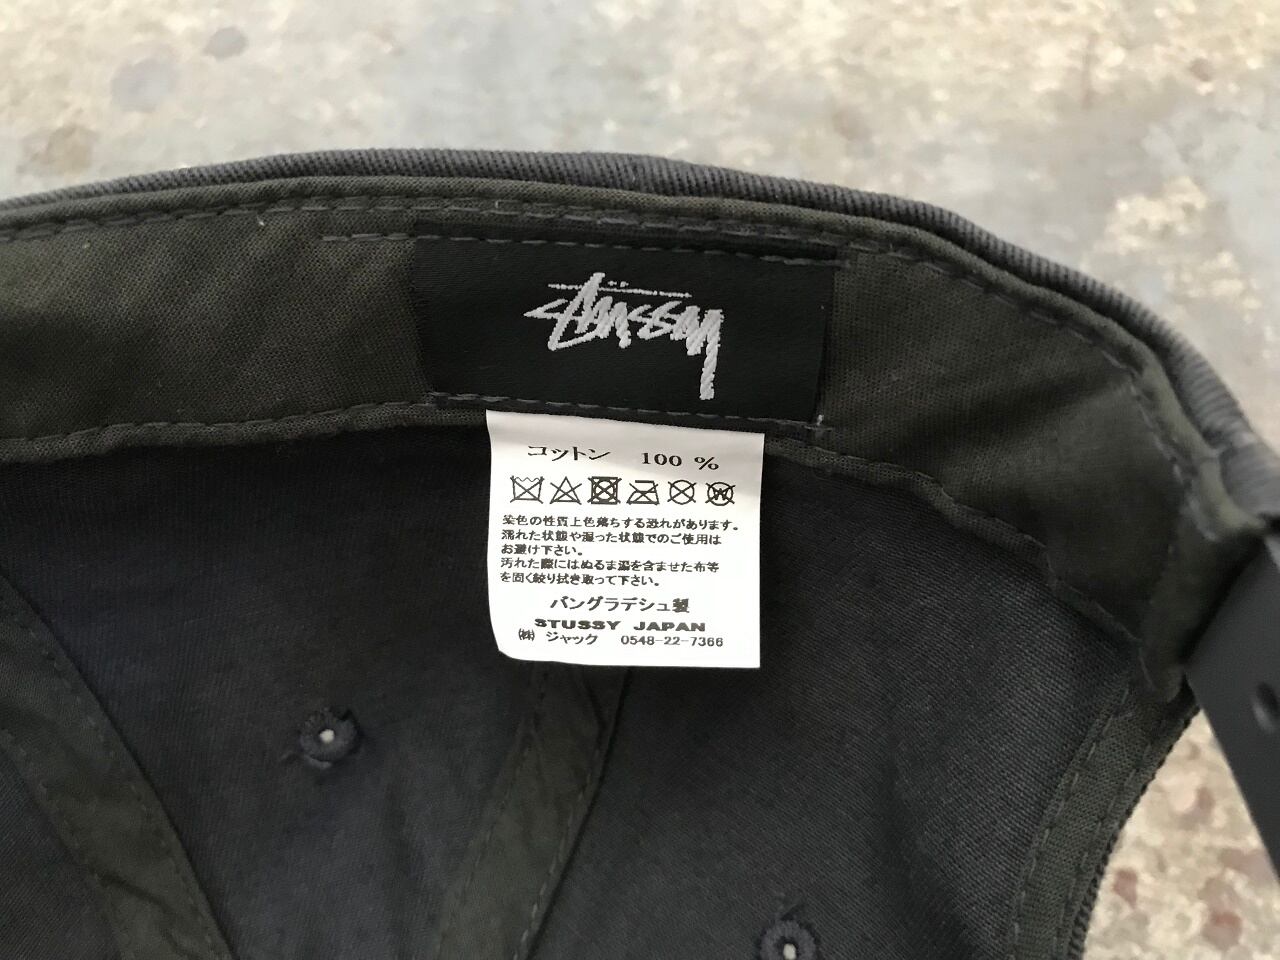 Stüssy
コットン 100 %
染色の性質上色落ちする恐れがあります。
濡れた状態や湿った状態でのご使用は
お避け下さい。
汚れた際にはぬるま湯を含ませた布等
を固く絞り拭き取って下さい。
バングラデシュ製
STUSSY JAPAN
㈱ ジャック 0548-22-7366